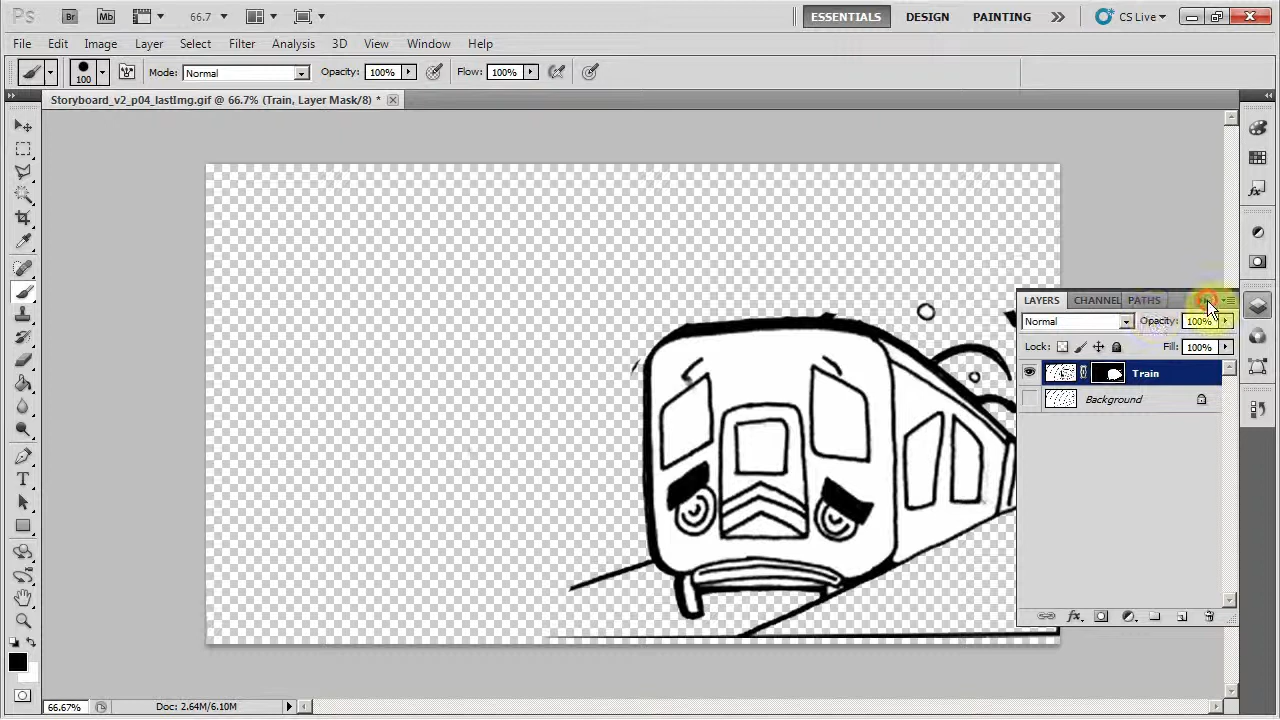 Ps Br Mb 66.7 ESSENTIALS DESIGN PAINTING CS Live
File Edit Image Layer Select Filter Analysis 3D View Window Help
100 Mode: Normal Opacity: 100% Flow: 100%
Storyboard_v2_p04_lastImg.gif @ 66.7% (Train, Layer Mask/8) *
LAYERS CHANNEL PATHS
Normal Opacity: 100%
Lock: Fill: 100%
Train
Background
66.67% Doc: 2.64M/6.10M